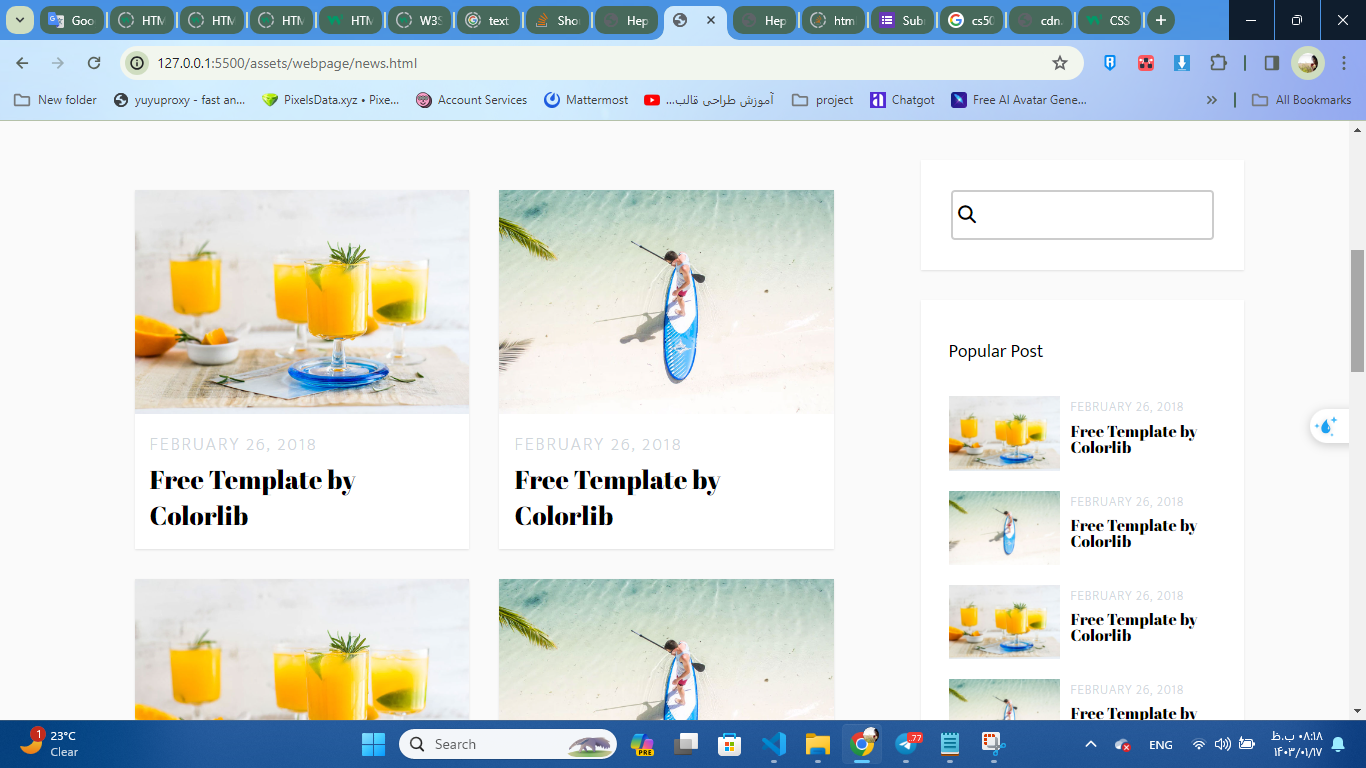 Goo
HTM
HTM
HTM
HTM
W3S
text
Sho
Hep
Hep
htm
Sub
cs50
cdn.
CSS
127.0.0.1:5500/assets/webpage/news.html
New folder
yuyuproxy - fast an...
PixelsData.xyz • Pixe...
Account Services
Mattermost
آموزش طراحی قالب...
project
Chatgot
Free AI Avatar Gene...
All Bookmarks
Popular Post
FEBRUARY 26, 2018
Free Template by
Colorlib
FEBRUARY 26, 2018
Free Template by
Colorlib
FEBRUARY 26, 2018
Free Template by
Colorlib
FEBRUARY 26, 2018
Free Template by
Colorlib
FEBRUARY 26, 2018
Free Template by
Colorlib
FEBRUARY 26, 2018
Free Template by
1
23°C
Clear
Search
PRE
.77
ENG
۰۸:۱۸ ب.ظ
۱۴۰۳/۰۱/۱۷